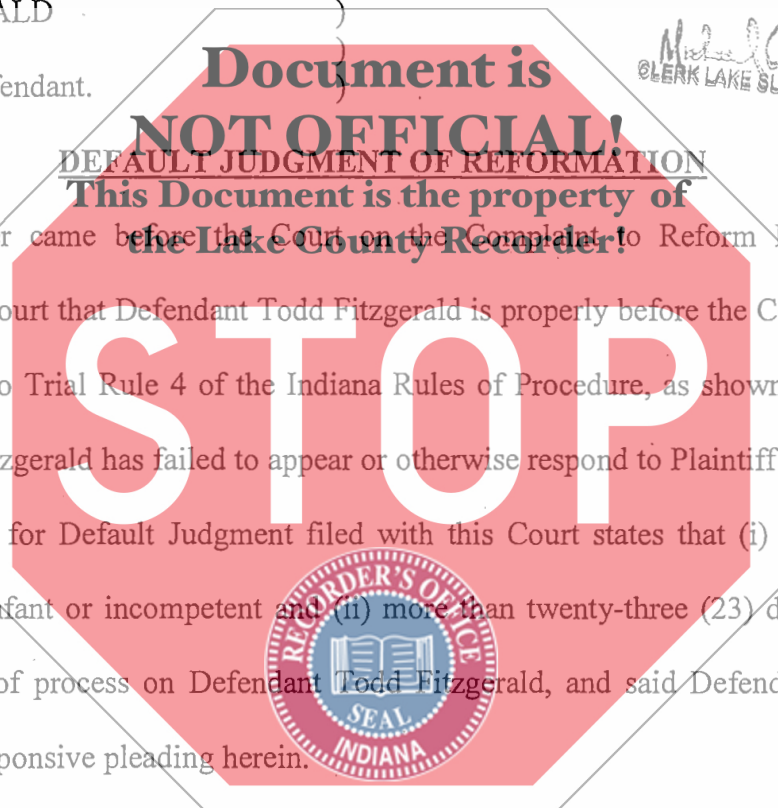 ALD )
)
endant. )
CLERK LAKE SU
Document is
NOT OFFICIAL!
DEFAULT JUDGMENT OF REFORMATION
This Document is the property of
the Lake County Recorder!
r came before the Court on the Complaint to Reform
ourt that Defendant Todd Fitzgerald is properly before the C
o Trial Rule 4 of the Indiana Rules of Procedure, as shown
STOP
zgerald has failed to appear or otherwise respond to Plaintiff
for Default Judgment filed with this Court states that (i)
nfant or incompetent and (ii) more than twenty-three (23) d
of process on Defendant Todd Fitzgerald, and said Defend
ponsive pleading herein.
RECORDER'S OFFICE
SEAL
INDIANA